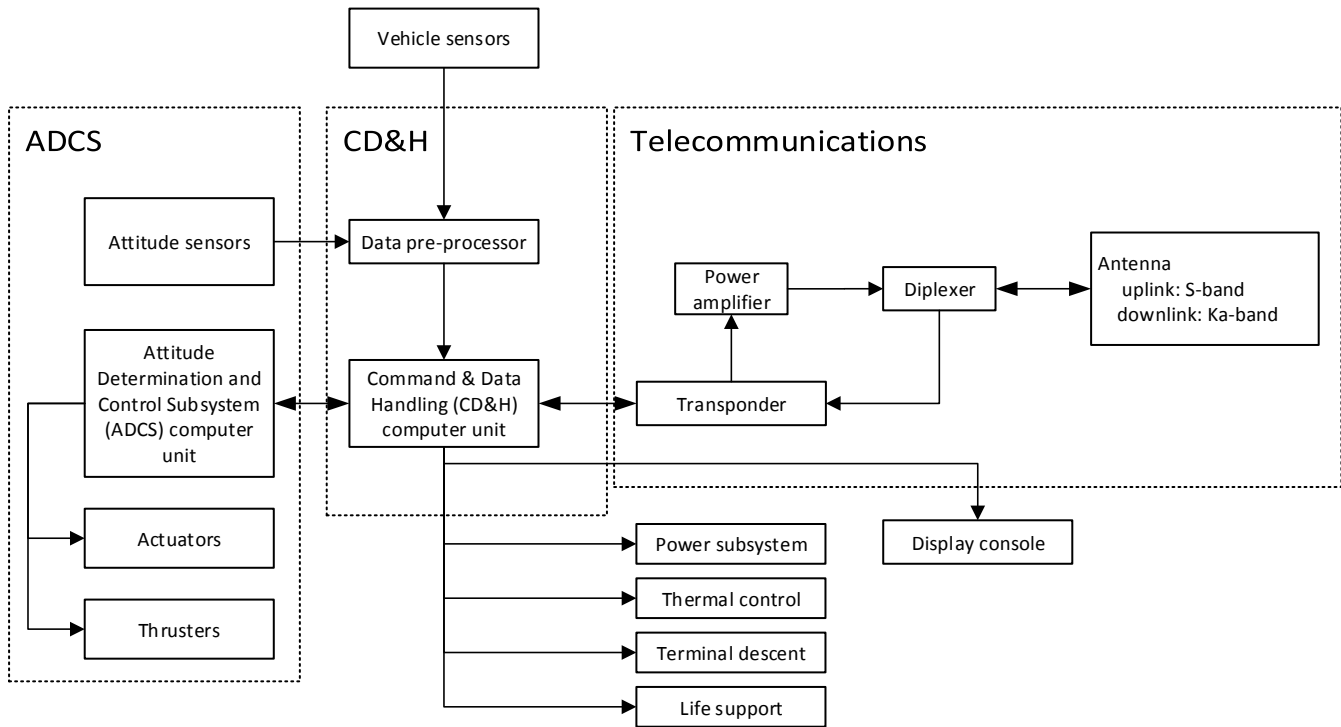 Vehicle sensors
ADCS
CD&H
Telecommunications
Attitude sensors
Data pre-processor
Power
amplifier
Diplexer
Antenna
uplink: S-band
downlink: Ka-band
Attitude
Determination and
Control Subsystem
(ADCS) computer
unit
Command & Data
Handling (CD&H)
computer unit
Transponder
Actuators
Thrusters
Power subsystem
Display console
Thermal control
Terminal descent
Life support